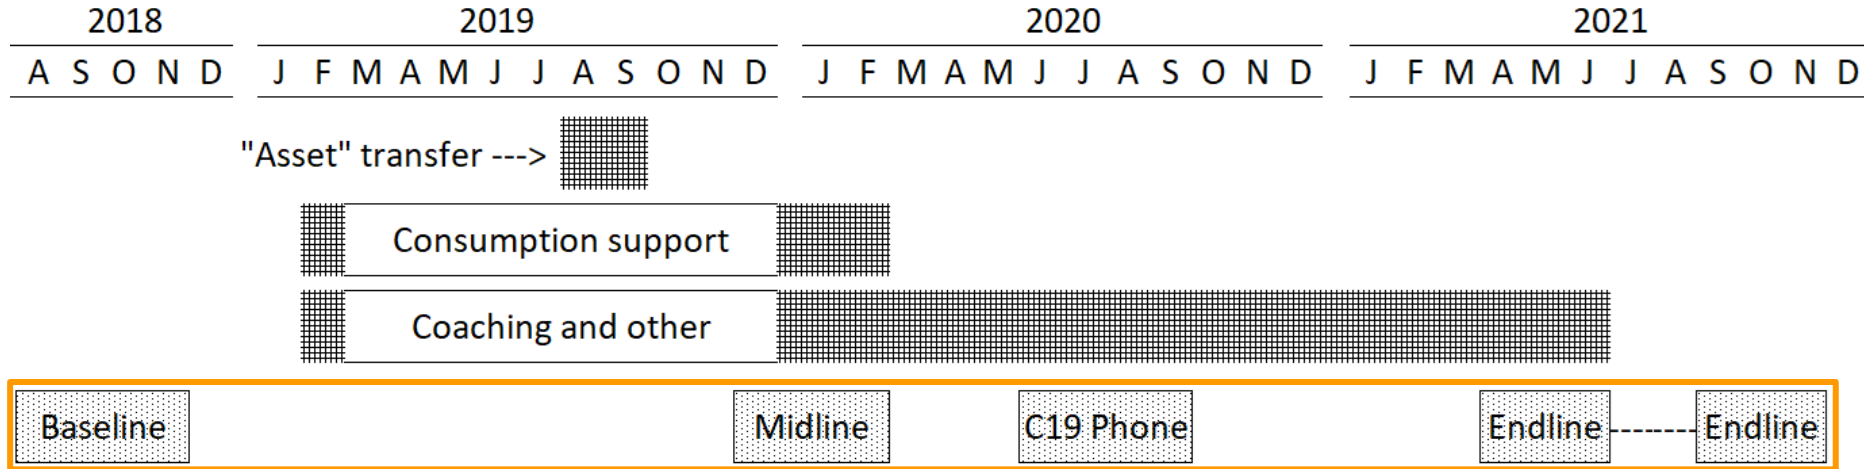 2018 2019 2020 2021
A S O N D J F M A M J J A S O N D J F M A M J J A S O N D J F M A M J J A S O N D
"Asset" transfer --->
Consumption support
Coaching and other
Baseline Midline C19 Phone Endline --------- Endline